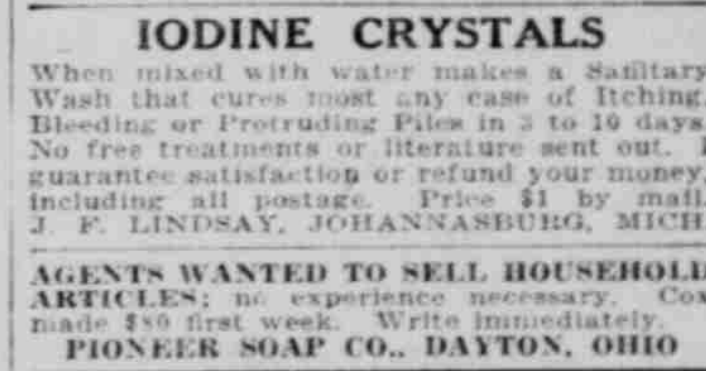 IODINE CRYSTALS
When mixed with water makes a Sanitary
Wash that cures most any case of Itching,
Bleeding or Protruding Piles in 3 to 10 days.
No free treatments or literature sent out. I
guarantee satisfaction or refund your money,
including all postage. Price $1 by mail.
J. F. LINDSAY, JOHANNASBURG, MICH.
AGENTS WANTED TO SELL HOUSEHOLD
ARTICLES; no experience necessary. Cox
made $80 first week. Write immediately.
PIONEER SOAP CO., DAYTON, OHIO